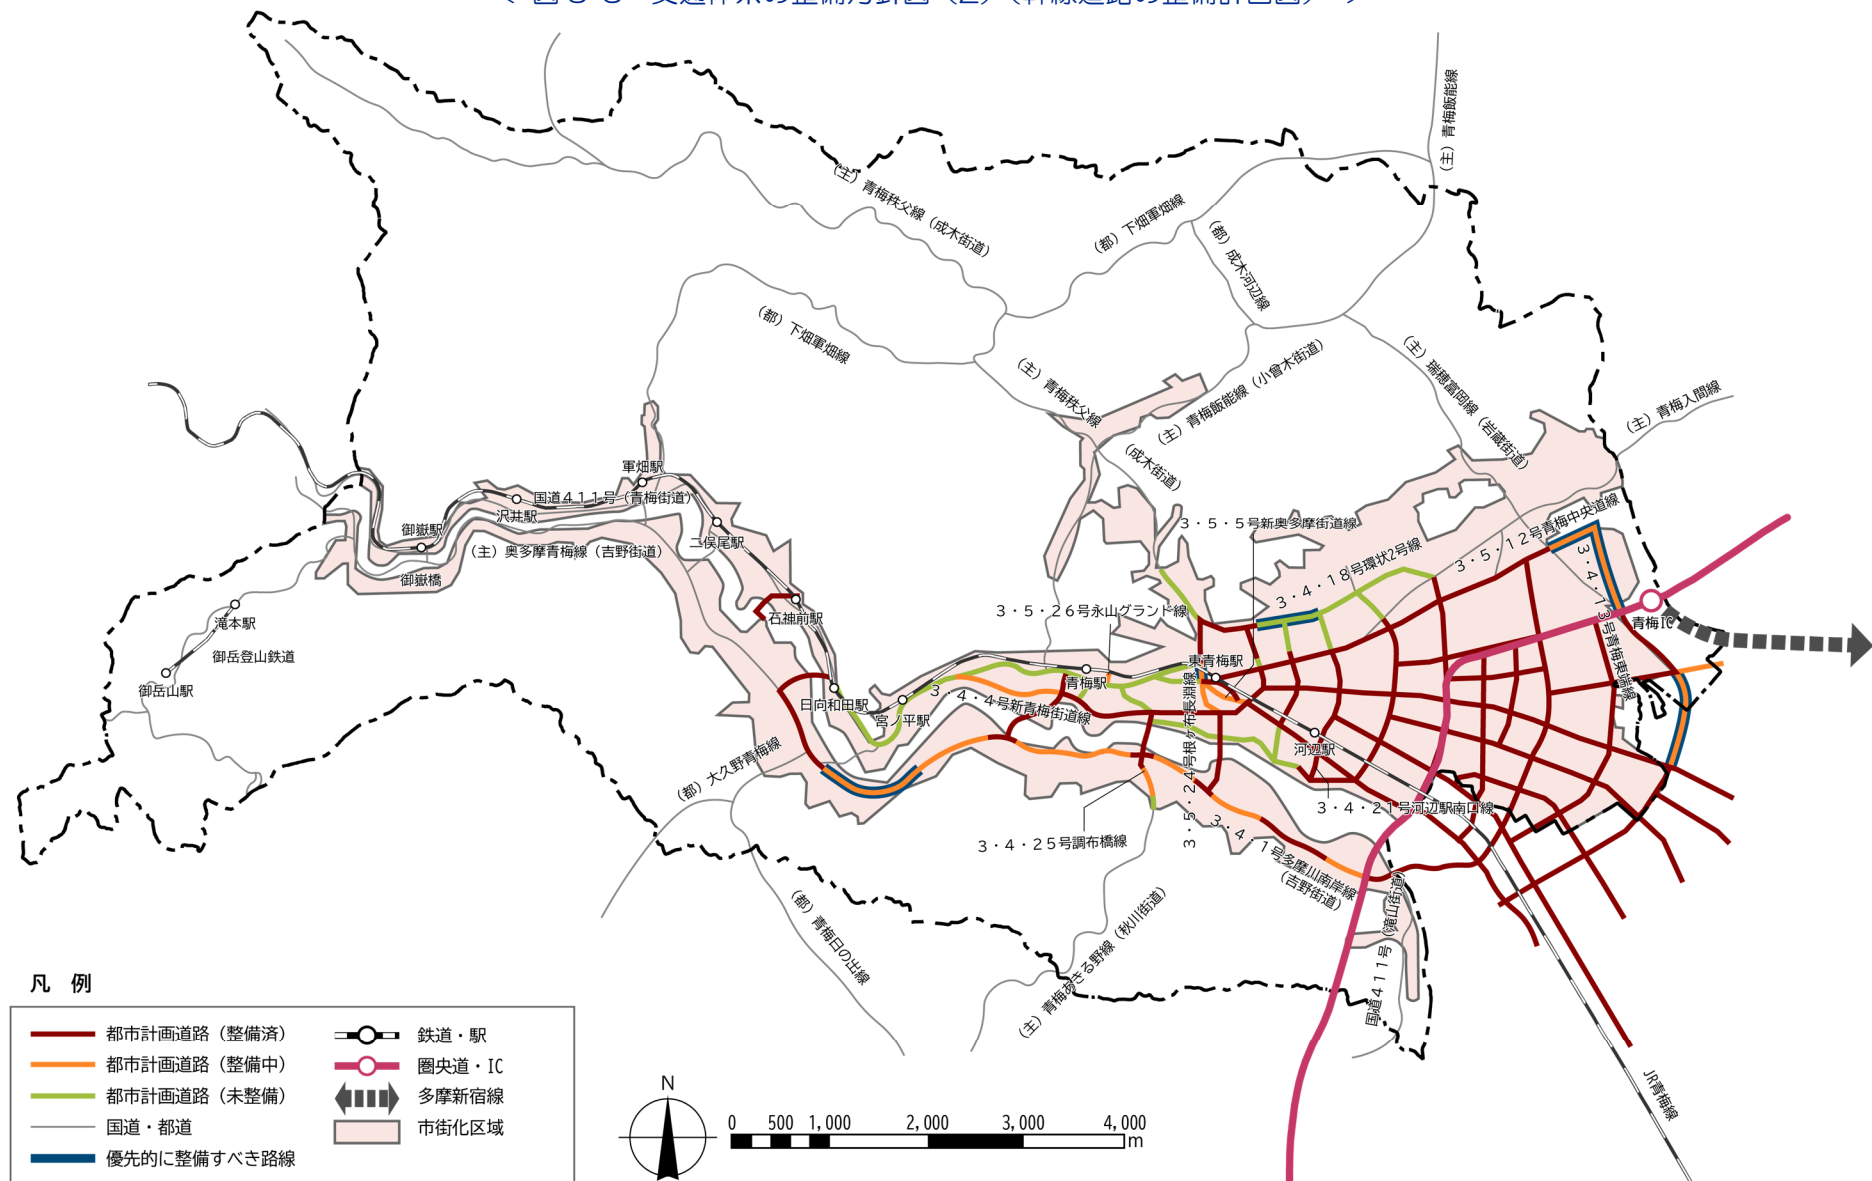 （主）青梅飯能線
（主）青梅秩父線（成木街道）
（都）下畑軍畑線
（都）成木河辺線
（都）下畑軍畑線
（主）青梅秩父線
（主）青梅飯能線（小曾木街道）
（成木街道）
（主）瑞穂富岡線（岩蔵街道）
（主）青梅入間線
軍畑駅
国道４１１号（青梅街道）
沢井駅
御嶽駅
（主）奥多摩青梅線（吉野街道）
御嶽橋
二俣尾駅
３・５・５号新奥多摩街道線
３・４・１８号環状2号線
３・５・１２号青梅中央道線
３・４・１３号青梅東端線
青梅IC
石神前駅
３・５・２６号永山グランド線
滝本駅
御岳登山鉄道
御岳山駅
東青梅駅
青梅駅
日向和田駅
宮ノ平駅
３・４・４号新青梅街道線
３・５・２４号根ヶ布長淵線
河辺駅
（都）大久野青梅線
３・４・２１号河辺駅南口線
３・４・２５号調布橋線
３・４・１号多摩川南岸線
（吉野街道）
（都）青梅日の出線
（主）青梅あきる野線（秋川街道）
国道４１１号（滝山街道）
JR青梅線
凡 例
都市計画道路（整備済）
都市計画道路（整備中）
都市計画道路（未整備）
国道・都道
優先的に整備すべき路線
鉄道・駅
圏央道・IC
多摩新宿線
市街化区域
N
0 500 1,000 2,000 3,000 4,000
m